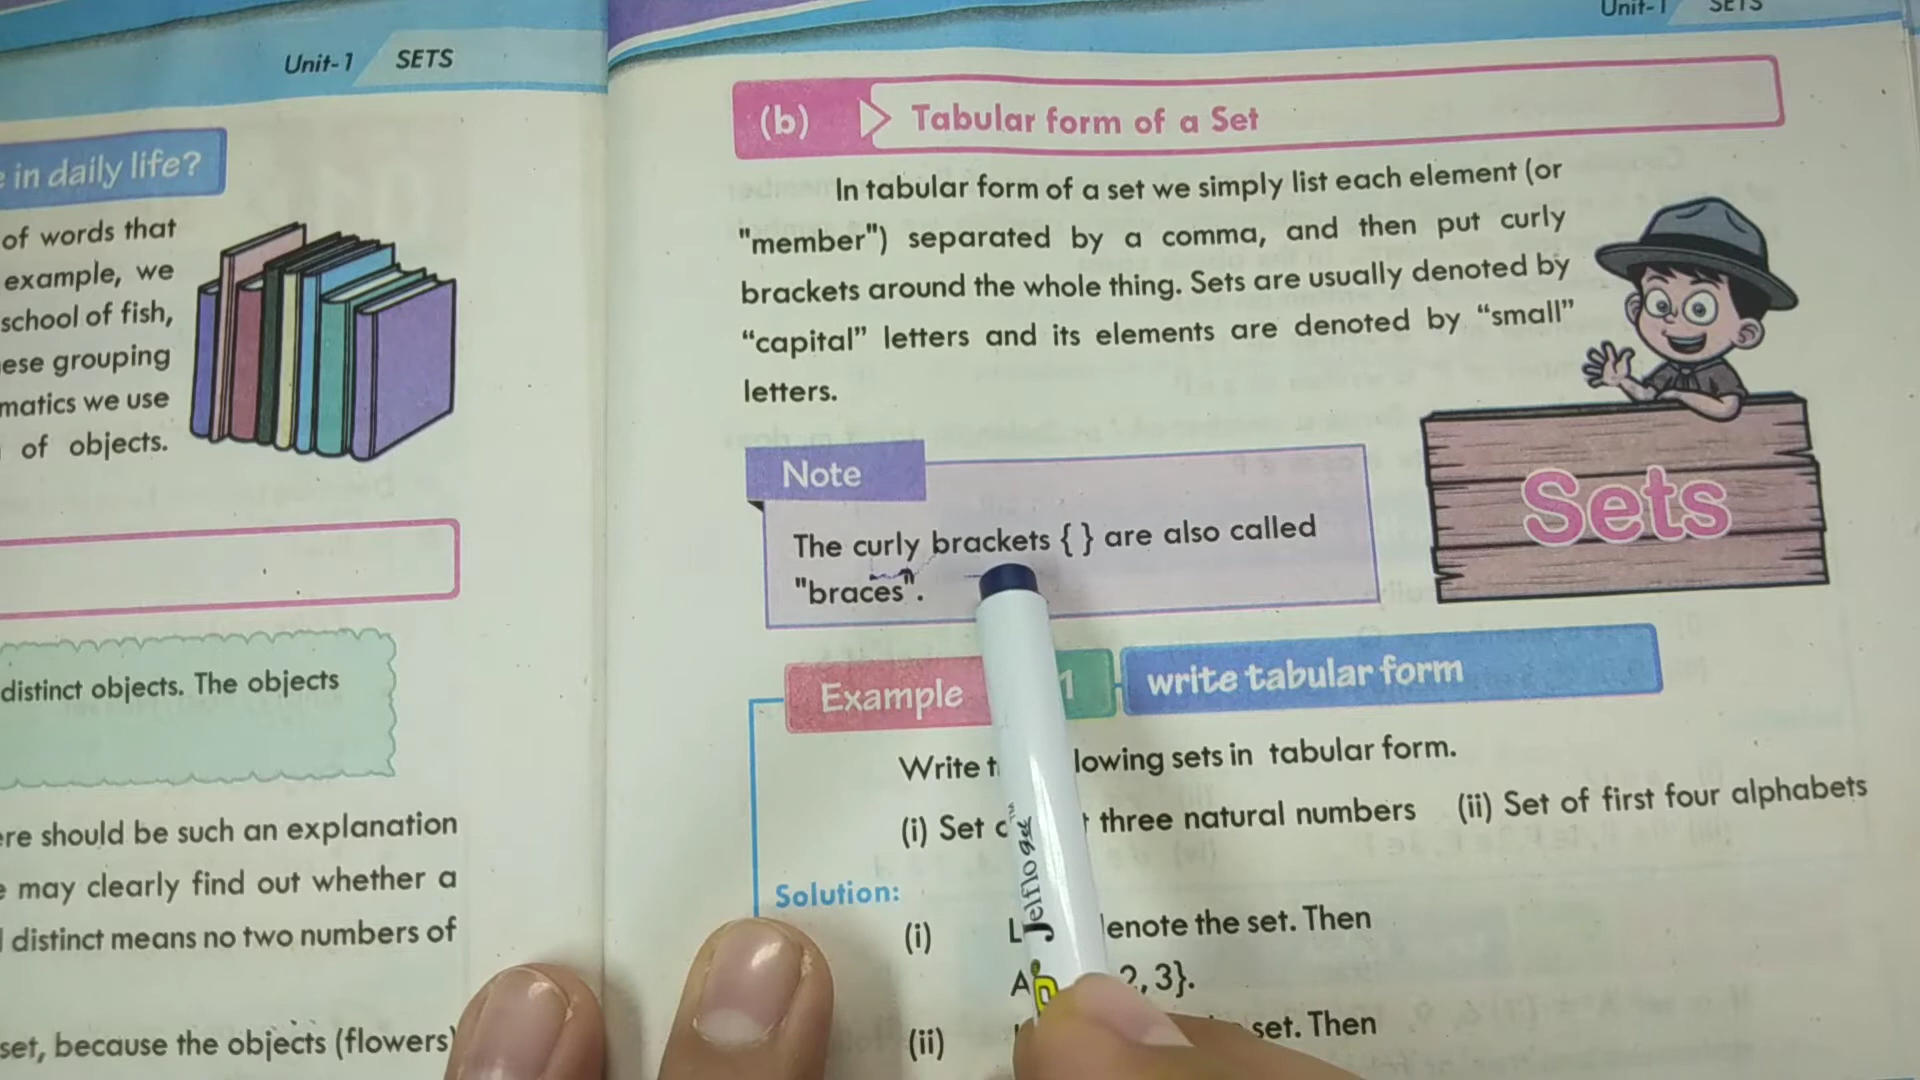 Unit-1 SETS
in daily life?
of words that
example, we
school of fish,
ese grouping
matics we use
of objects.
distinct objects. The objects
ere should be such an explanation
may clearly find out whether a
distinct means no two numbers of
set, because the objects (flowers)
Unit-1 SETS
(b) Tabular form of a Set
In tabular form of a set we simply list each element (or
"member") separated by a comma, and then put curly
brackets around the whole thing. Sets are usually denoted by
“capital” letters and its elements are denoted by “small”
letters.
Sets
Note
The curly brackets { } are also called
"braces".
Example 1 write tabular form
Write t lowing sets in tabular form.
(i) Set three natural numbers (ii) Set of first four alphabets
Solution:
(i) L enote the set. Then
A 2, 3}.
(ii) set. Then
Jelflo gel